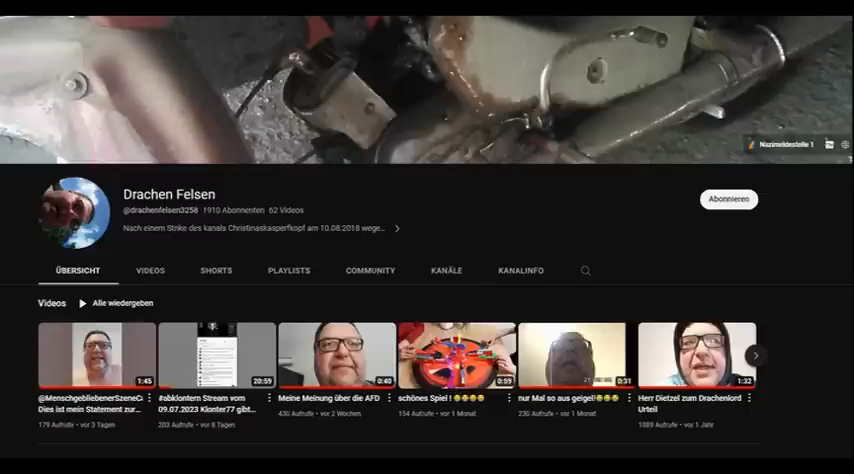 Nazimeldestelle 1
Drachen Felsen
@drachenfelsen3258 1910 Abonnenten 62 Videos
Abonnieren
Nach einem Strike des kanals Christinaskasperfkopf am 10.08.2018 wege...
ÜBERSICHT VIDEOS SHORTS PLAYLISTS COMMUNITY KANÄLE KANALINFO
Videos Alle wiedergeben
1:45
20:59
0:40
0:59
0:31
1:32
@MenschgebliebenerSzeneCa
Dies ist mein Statement zur...
179 Aufrufe • vor 3 Tagen
#abklontern Stream vom
09.07.2023 Klonter77 gibt...
203 Aufrufe • vor 8 Tagen
Meine Meinung über die AFD
430 Aufrufe • vor 2 Wochen
schönes Spiel !
154 Aufrufe • vor 1 Monat
nur Mal so aus geigel!
230 Aufrufe • vor 1 Monat
Herr Dietzel zum Drachenlord
Urteil
1889 Aufrufe • vor 1 Jahr